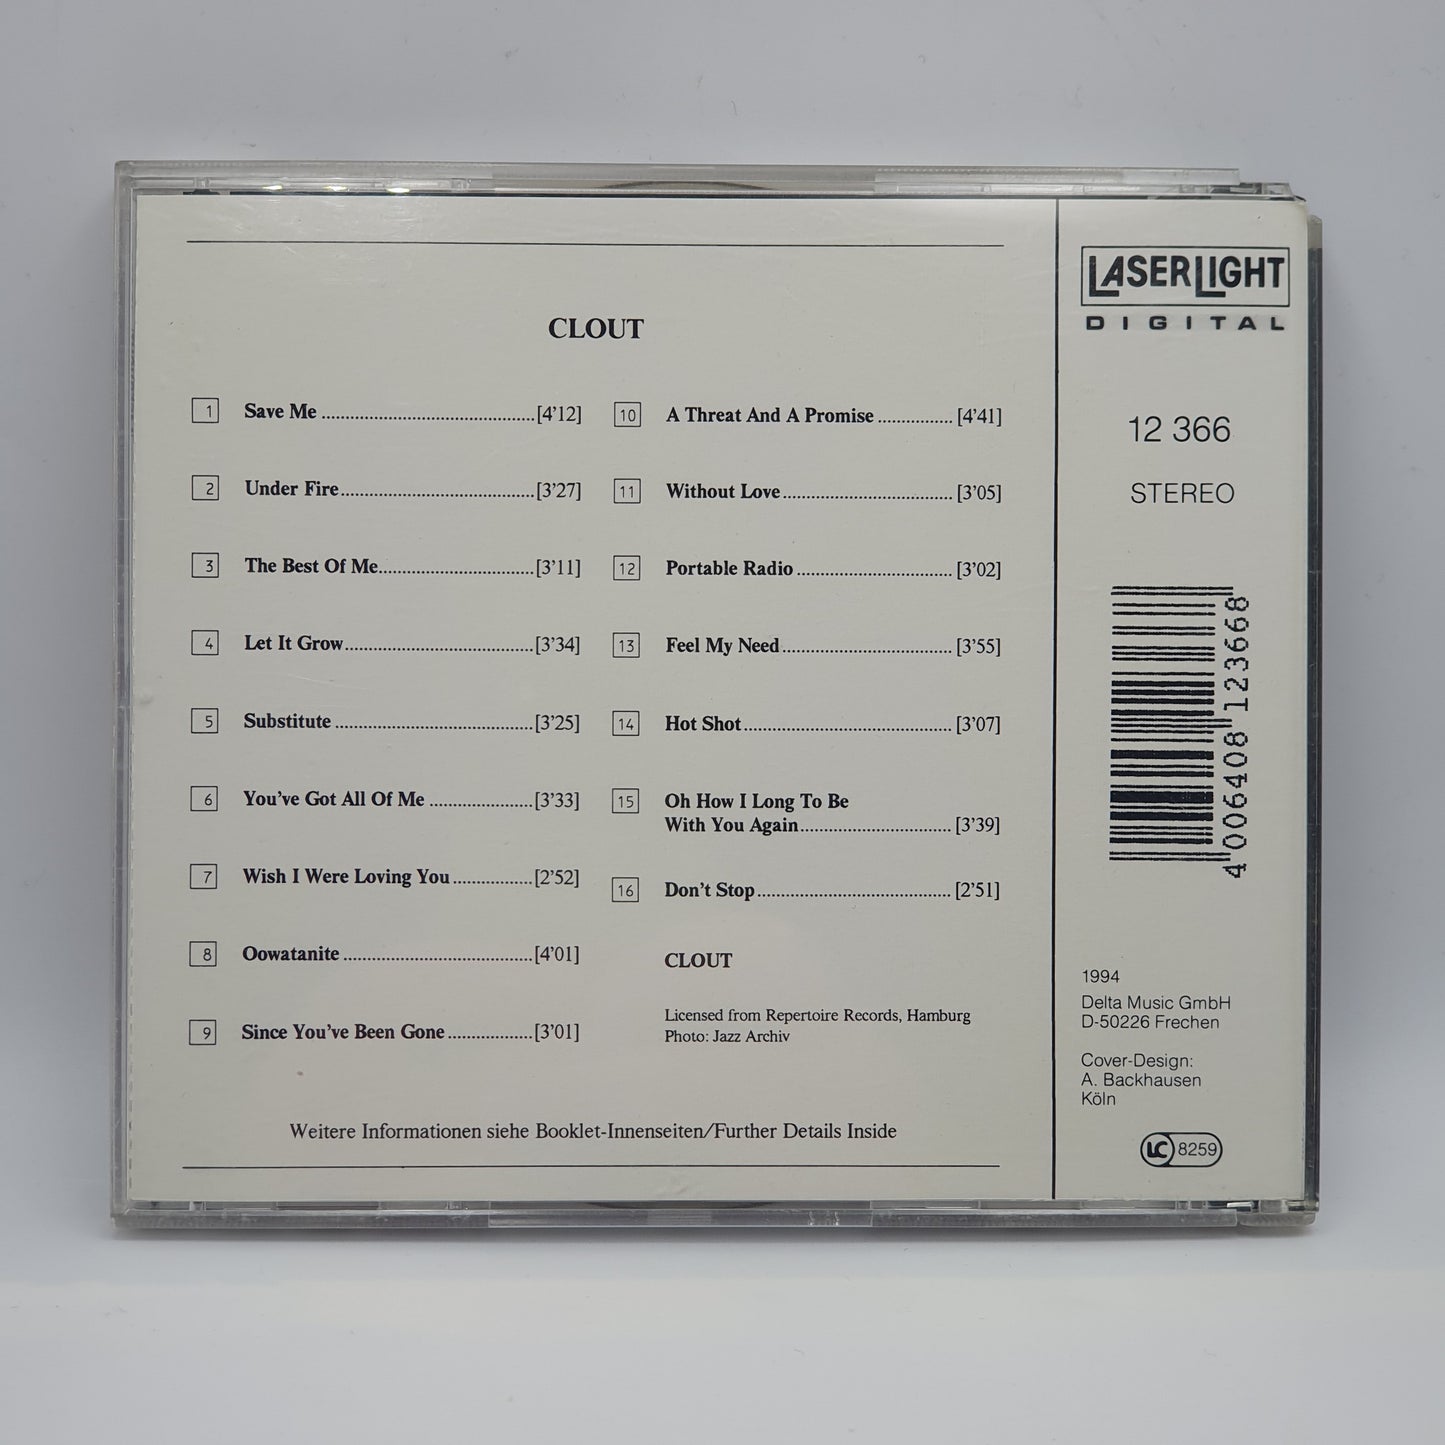 CLOUT
1 Save Me ..................................[4'12]
2 Under Fire..................................[3'27]
3 The Best Of Me............................[3'11]
4 Let It Grow..................................[3'34]
5 Substitute ..................................[3'25]
6 You've Got All Of Me ....................[3'33]
7 Wish I Were Loving You................[2'52]
8 Oowatanite ..................................[4'01]
9 Since You've Been Gone ................[3'01]
10 A Threat And A Promise ............... [4'41]
11 Without Love.............................. [3'05]
12 Portable Radio ............................ [3'02]
13 Feel My Need.............................. [3'55]
14 Hot Shot.................................... [3'07]
15 Oh How I Long To Be
With You Again............................ [3'39]
16 Don't Stop.................................. [2'51]
CLOUT
Licensed from Repertoire Records, Hamburg
Photo: Jazz Archiv
Weitere Informationen siehe Booklet-Innenseiten/Further Details Inside
LASERLIGHT
DIGITAL
12 366
STEREO
4 006408 123668
1994
Delta Music GmbH
D-50226 Frechen
Cover-Design:
A. Backhausen
Köln
LC 8259